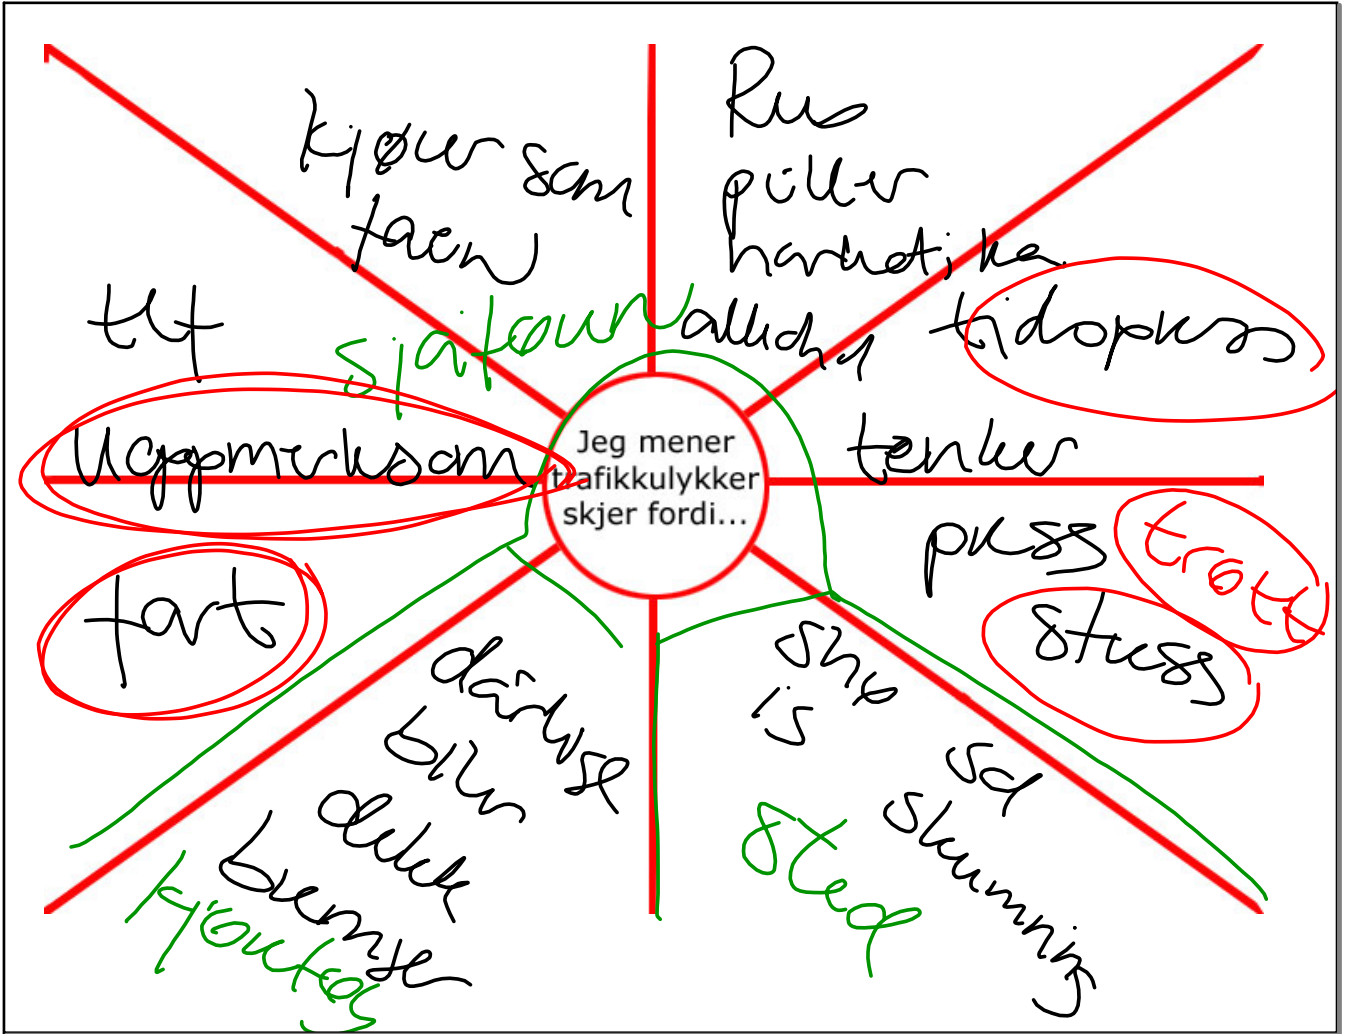 kjører som
faen
Rus
piller
narkotika
alkohol
tlf
sjåføren
tidspress
Uoppmerksom
Jeg mener
trafikkulykker
skjer fordi...
tenker
press
trøtt
fart
stress
dårlige
biler
dekk
bremser
kjøretøy
snø
is
sol
skumring
sted